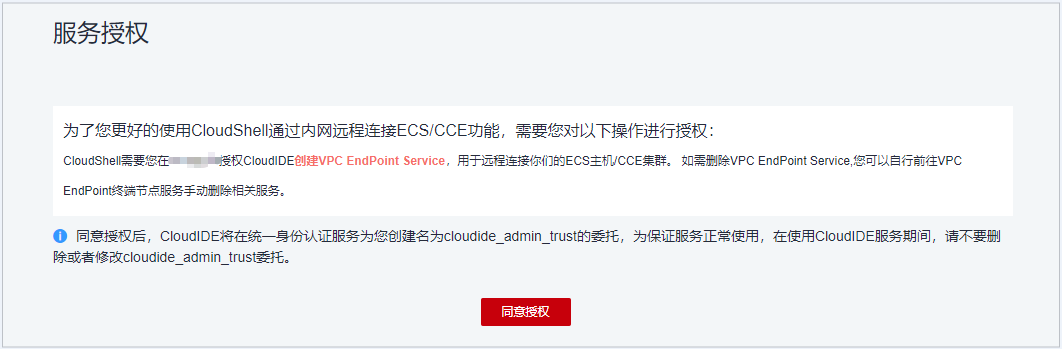 服务授权
为了您更好的使用CloudShell通过内网远程连接ECS/CCE功能，需要您对以下操作进行授权：
CloudShell需要您在授权CloudIDE创建VPC EndPoint Service，用于远程连接你们的ECS主机/CCE集群。 如需删除VPC EndPoint Service,您可以自行前往VPC
EndPoint终端节点服务手动删除相关服务。
同意授权后，CloudIDE将在统一身份认证服务为您创建名为cloudide_admin_trust的委托，为保证服务正常使用，在使用CloudIDE服务期间，请不要删
除或者修改cloudide_admin_trust委托。
同意授权